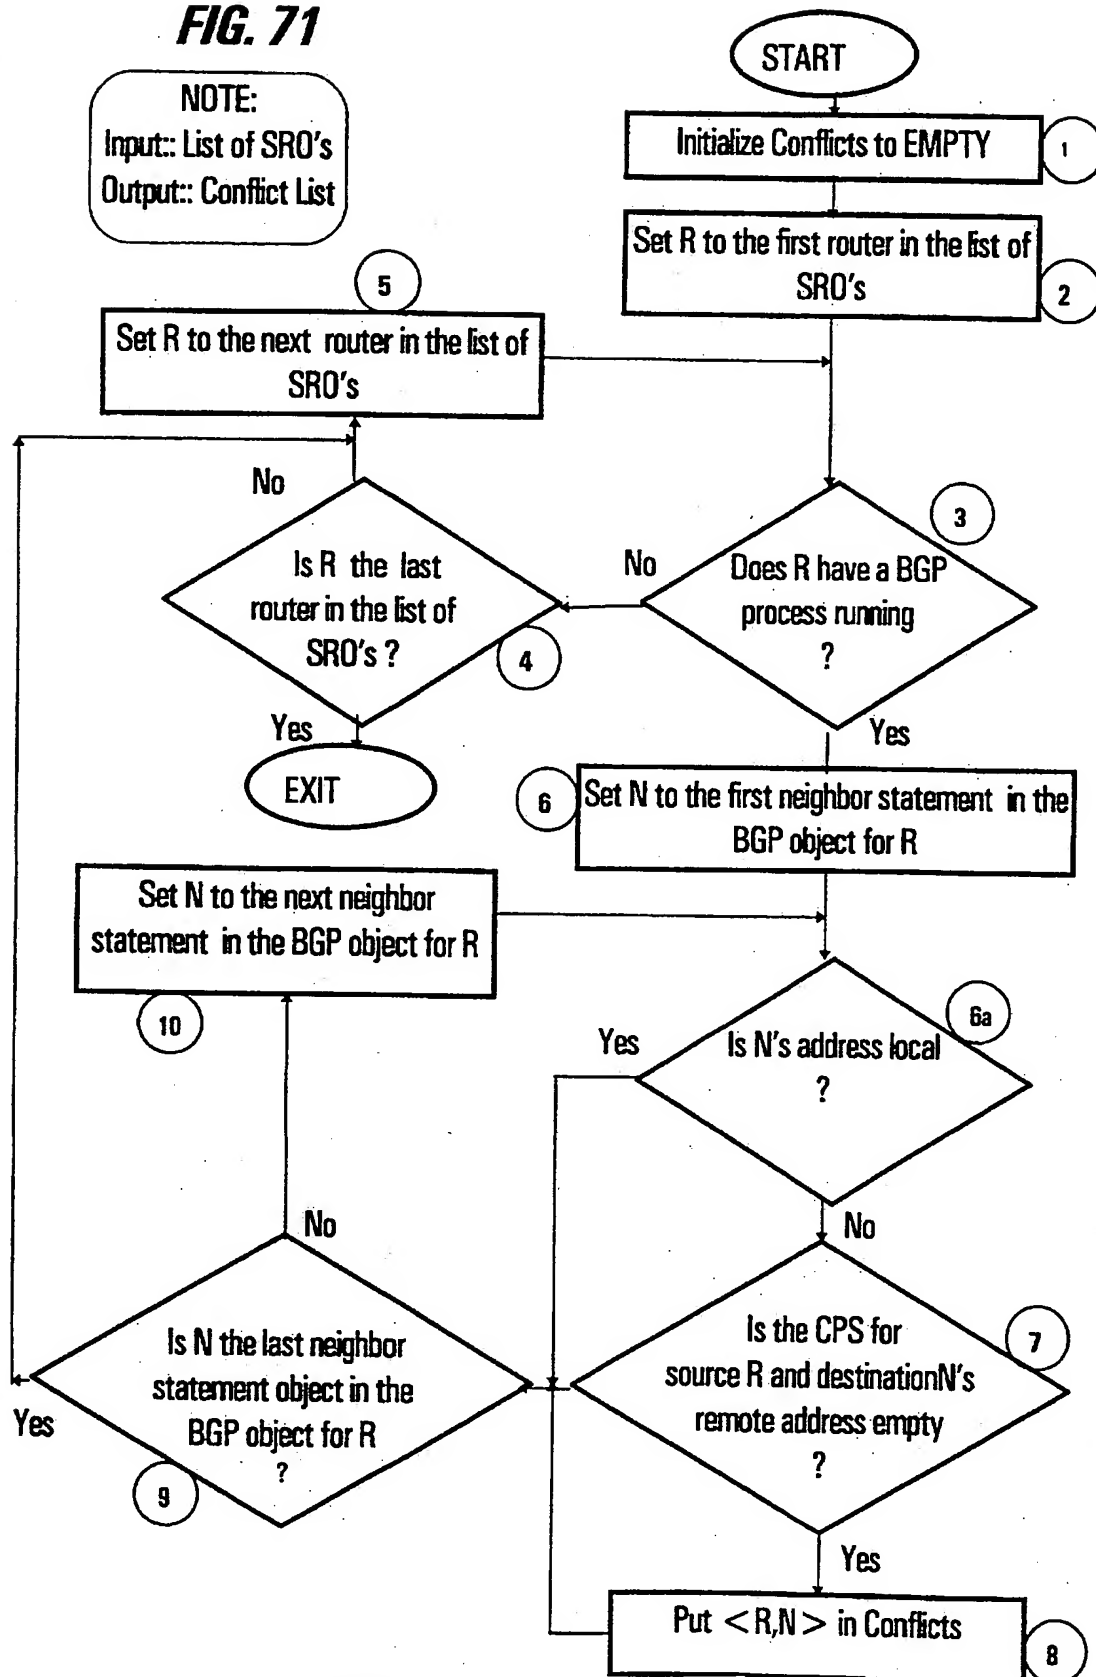 FIG. 71
NOTE:
Input:: List of SRO's
Output:: Conflict List
START
Initialize Conflicts to EMPTY
1
Set R to the first router in the list of
SRO's
2
5
Set R to the next router in the list of
SRO's
No
Is R the last
router in the list of
SRO's ?
4
Yes
EXIT
3
No
Does R have a BGP
process running
?
Yes
6
Set N to the first neighbor statement in the
BGP object for R
Set N to the next neighbor
statement in the BGP object for R
10
6a
Yes
Is N's address local
?
No
7
Is the CPS for
source R and destinationN's
remote address empty
?
Yes
No
Is N the last neighbor
statement object in the
BGP object for R
?
Yes
9
Put <R,N> in Conflicts
8